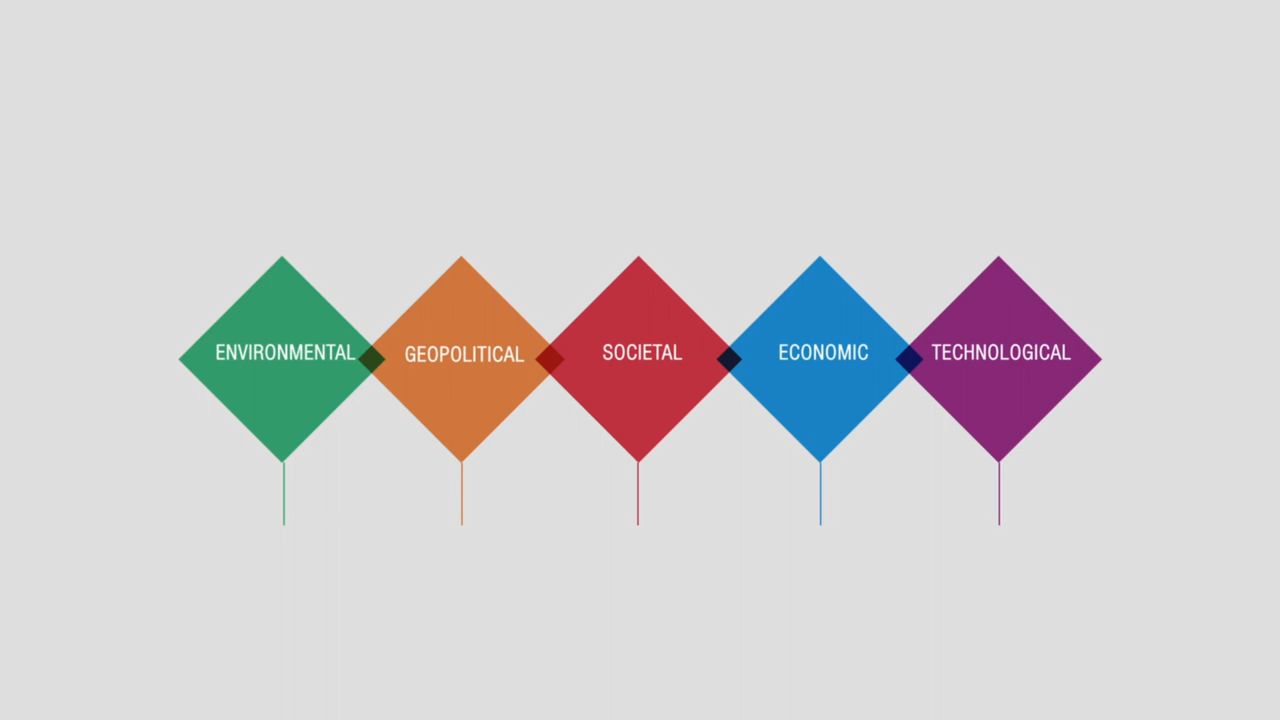 ENVIRONMENTAL
GEOPOLITICAL
SOCIETAL
ECONOMIC
TECHNOLOGICAL